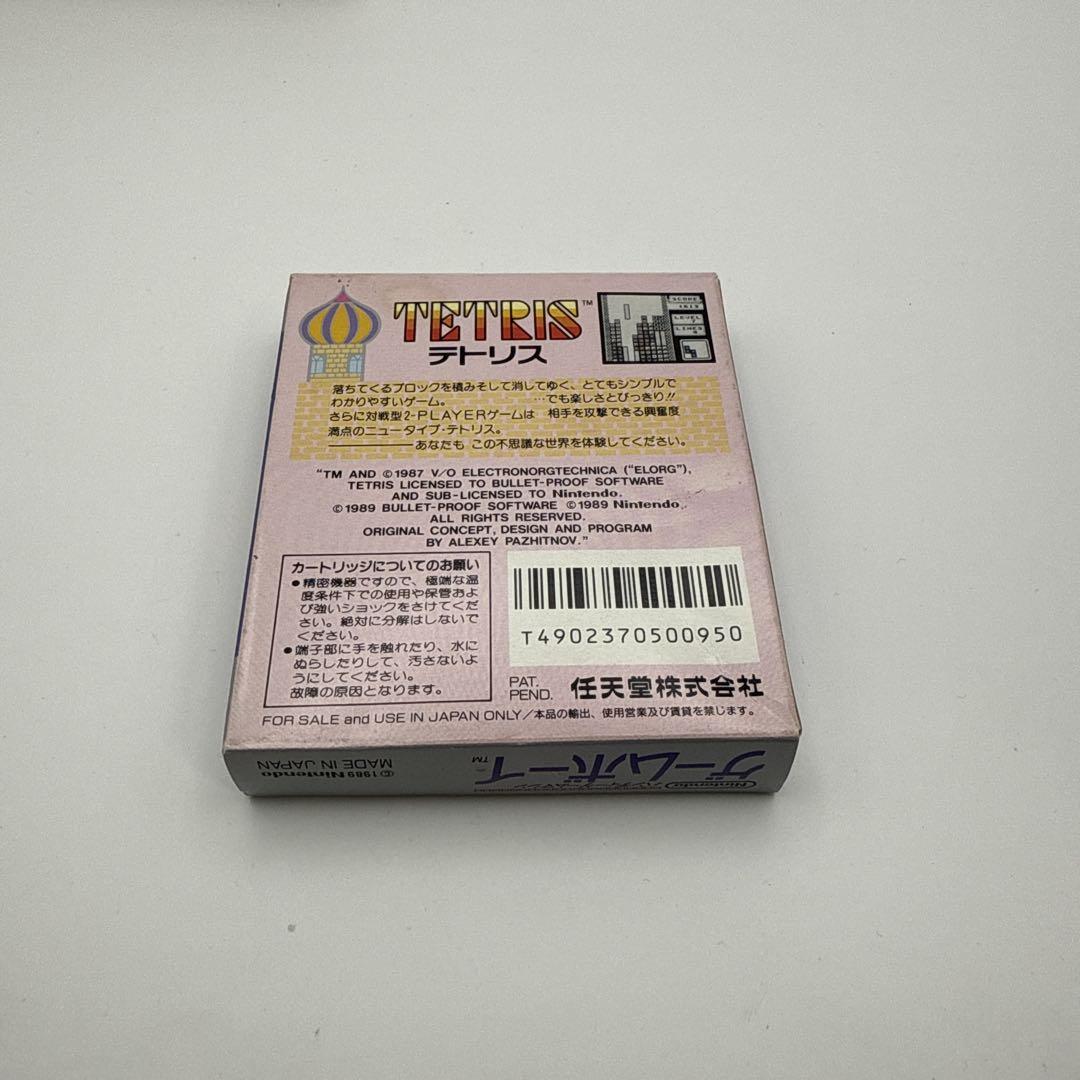 TETRIS™
テトリス
SCORE
LEVEL
7
LINES
落ちてくるブロックを積みそして消してゆく、とてもシンプルで
わかりやすいゲーム。 …でも楽しさとびっきり!!
さらに対戦型2-PLAYERゲームは 相手を攻撃できる興奮度
満点のニュータイプ・テトリス。
————あなたも この不思議な世界を体験してください。
"TM AND ©1987 V/O ELECTRONORGTECHNICA ("ELORG"),
TETRIS LICENSED TO BULLET-PROOF SOFTWARE
AND SUB-LICENSED TO Nintendo.
©1989 BULLET-PROOF SOFTWARE ©1989 Nintendo.
ALL RIGHTS RESERVED.
ORIGINAL CONCEPT, DESIGN AND PROGRAM
BY ALEXEY PAZHITNOV."
カートリッジについてのお願い
●精密機器ですので、極端な温
度条件下での使用や保管およ
び強いショックをさけてくだ
さい。絶対に分解はしないで
ください。
●端子部に手を触れたり、水に
ぬらしたりして、汚さないよ
うにしてください。
故障の原因となります。
T4902370500950
PAT.
PEND.
任天堂株式会社
FOR SALE and USE IN JAPAN ONLY/本品の輸出、使用営業及び賃貸を禁じます。
©1989 Nintendo
MADE IN JAPAN
Nintendo
ゲームボーイ™